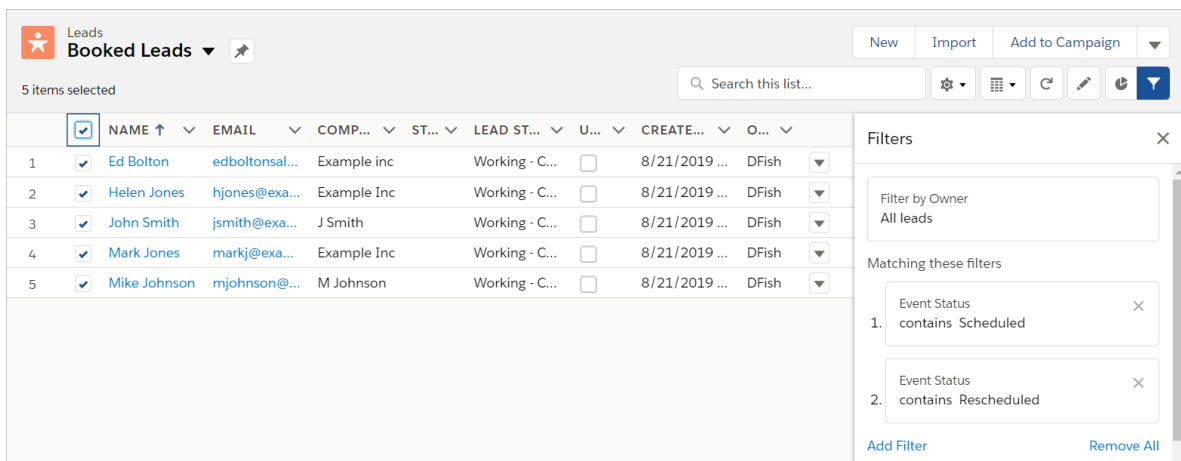 Leads
Booked Leads
New Import Add to Campaign
5 items selected
Search this list...
NAME EMAIL COMP... ST... LEAD ST... U... CREATE... O...
1 Ed Bolton edboltonsal... Example inc Working - C... 8/21/2019 ... DFish
2 Helen Jones hjones@exa... Example Inc Working - C... 8/21/2019 ... DFish
3 John Smith jsmith@exa... J Smith Working - C... 8/21/2019 ... DFish
4 Mark Jones markj@exa... Example Inc Working - C... 8/21/2019 ... DFish
5 Mike Johnson mjohnson@... M Johnson Working - C... 8/21/2019 ... DFish
Filters
Filter by Owner
All leads
Matching these filters
Event Status
1. contains Scheduled
Event Status
2. contains Rescheduled
Add Filter Remove All